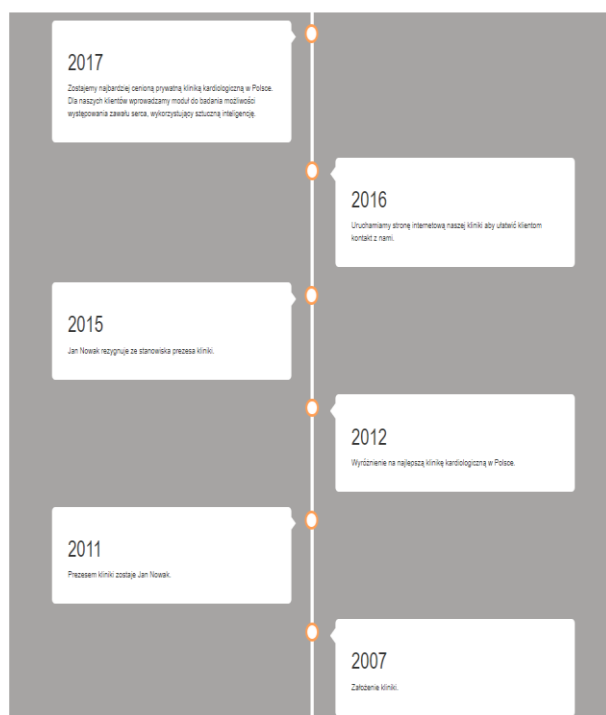 2017
Zostajemy najbardziej cenioną prywatną kliniką kardiologiczną w Polsce.
Dla naszych klientów wprowadzamy moduł do badania możliwości
występowania zawału serca, wykorzystujący sztuczną inteligencję.
2016
Uruchamiamy stronę internetową naszej kliniki aby ułatwić klientom
kontakt z nami.
2015
Jan Nowak rezygnuje ze stanowiska prezesa kliniki.
2012
Wyróżnienie na najlepszą klinikę kardiologiczną w Polsce.
2011
Prezesem kliniki zostaje Jan Nowak.
2007
Założenie kliniki.